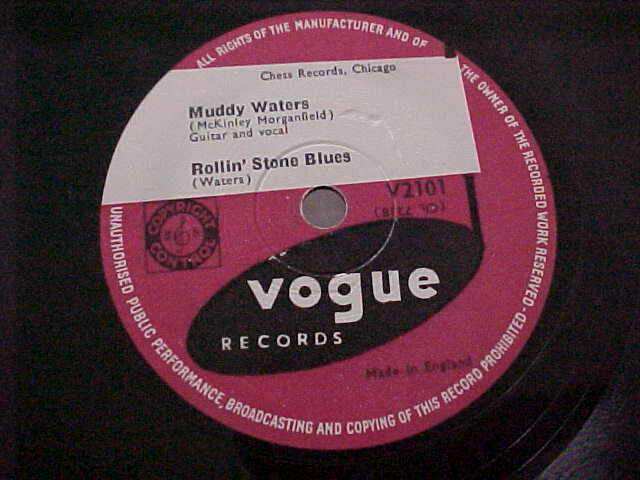 ALL RIGHTS OF THE MANUFACTURER AND OF THE OWNER OF THE RECORDED WORK RESERVED - UNAUTHORISED PUBLIC PERFORMANCE, BROADCASTING AND COPYING OF THIS RECORD PROHIBITED -
Chess Records, Chicago
Muddy Waters
(McKinley Morganfield)
Guitar and vocal
Rollin' Stone Blues
(Waters)
V2101
COPYRIGHT
CONTROL
vogue
RECORDS
Made in England